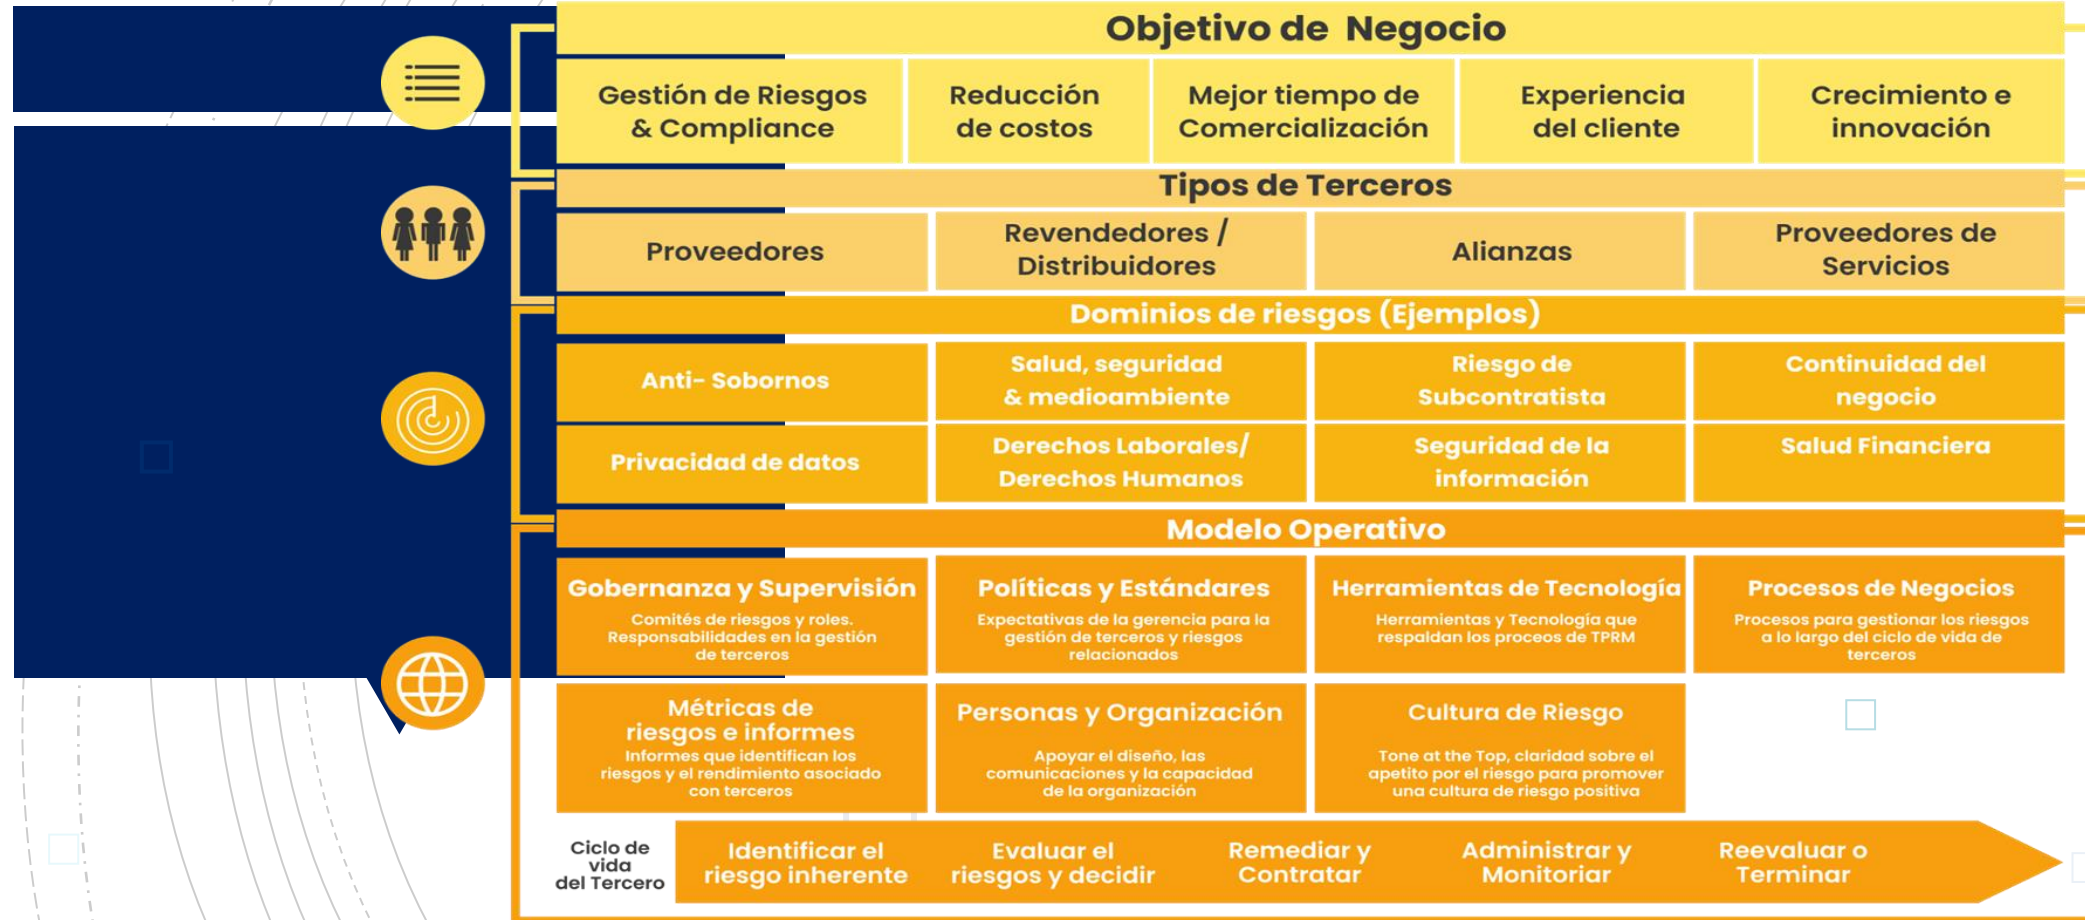 Objetivo de Negocio
Gestión de Riesgos
& Compliance
Reducción
de costos
Mejor tiempo de
Comercialización
Experiencia
del cliente
Crecimiento e
innovación
Tipos de Terceros
Proveedores
Revendedores /
Distribuidores
Alianzas
Proveedores de
Servicios
Dominios de riesgos (Ejemplos)
Anti- Sobornos
Salud, seguridad
& medioambiente
Riesgo de
Subcontratista
Continuidad del
negocio
Privacidad de datos
Derechos Laborales/
Derechos Humanos
Seguridad de la
información
Salud Financiera
Modelo Operativo
Gobernanza y Supervisión
Comités de riesgos y roles.
Responsabilidades en la gestión
de terceros
Políticas y Estándares
Expectativas de la gerencia para la
gestión de terceros y riesgos
relacionados
Herramientas de Tecnología
Herramientas y Tecnología que
respaldan los proceos de TPRM
Procesos de Negocios
Procesos para gestionar los riesgos
a lo largo del ciclo de vida de
terceros
Métricas de
riesgos e informes
Informes que identifican los
riesgos y el rendimiento asociado
con terceros
Personas y Organización
Apoyar el diseño, las
comunicaciones y la capacidad
de la organización
Cultura de Riesgo
Tone at the Top, claridad sobre el
apetito por el riesgo para promover
una cultura de riesgo positiva
Ciclo de
vida
del Tercero
Identificar el
riesgo inherente
Evaluar el
riesgos y decidir
Remediar y
Contratar
Administrar y
Monitoriar
Reevaluar o
Terminar